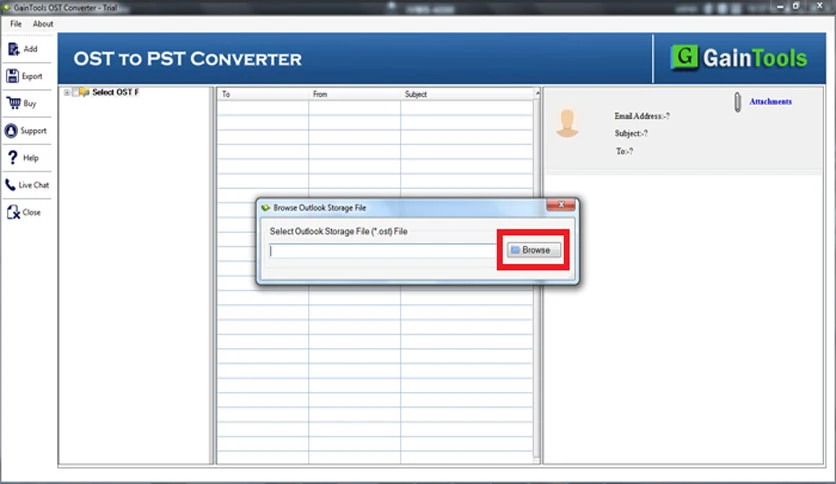 GainTools OST Converter - Trial
File About
Add
Export
Buy
Support
Help
Live Chat
Close
OST to PST Converter
G GainTools
Select OST F
To From Subject
Attachments
Email Address:-?
Subject:-?
To:-?
Browse Outlook Storage File
Select Outlook Storage File (*.ost) File
Browse